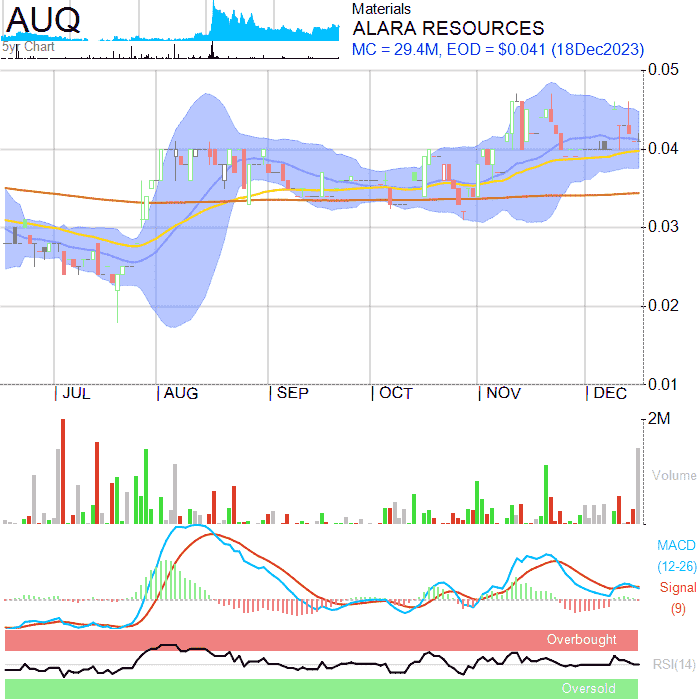 AUQ
5yr Chart
Materials
ALARA RESOURCES
MC = 29.4M, EOD = $0.041 (18Dec2023)
0.05
0.04
0.03
0.02
0.01
JUL AUG SEP OCT NOV DEC
2M
Volume
MACD
(12-26)
Signal
(9)
Overbought
RSI(14)
Oversold